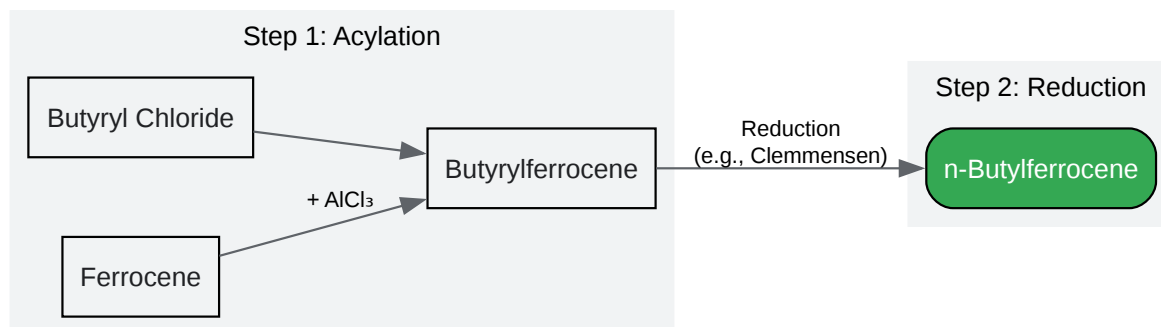 Step 1: Acylation
Butyryl Chloride
Ferrocene
+ AlCl₃
Butyrylferrocene
Reduction
(e.g., Clemmensen)
Step 2: Reduction
n-Butylferrocene